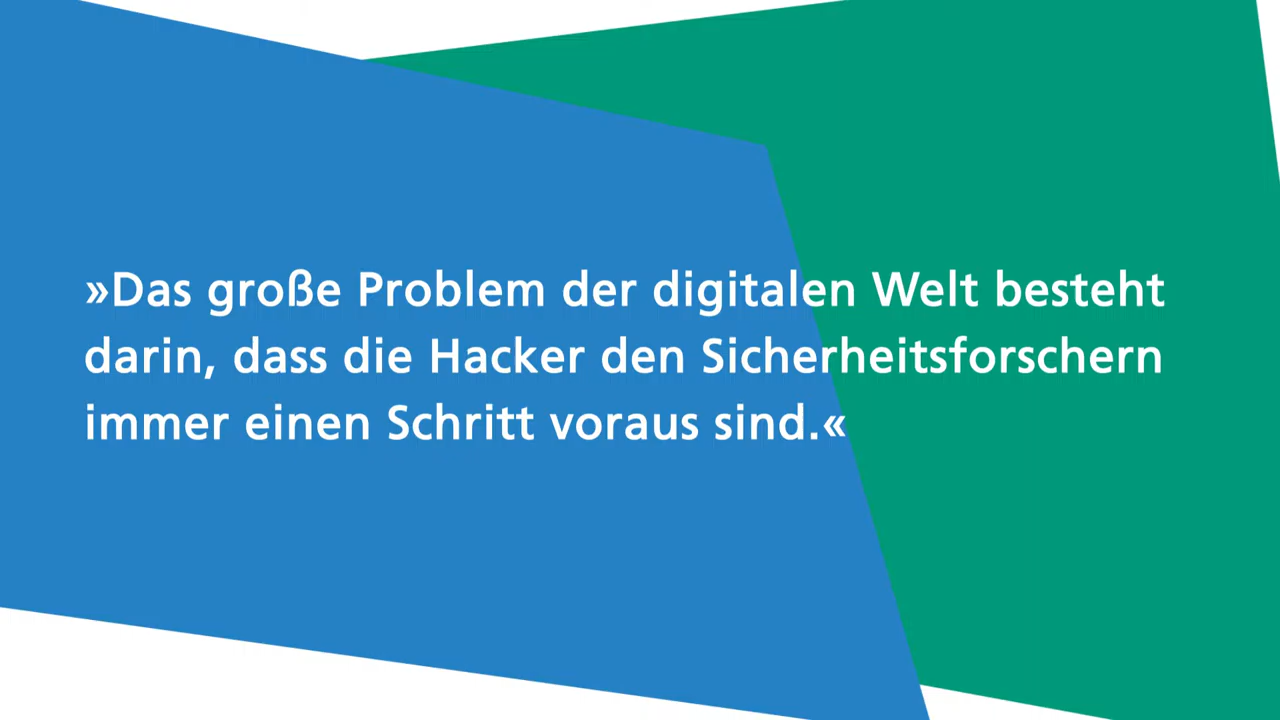 »Das große Problem der digitalen Welt besteht
darin, dass die Hacker den Sicherheitsforschern
immer einen Schritt voraus sind.«